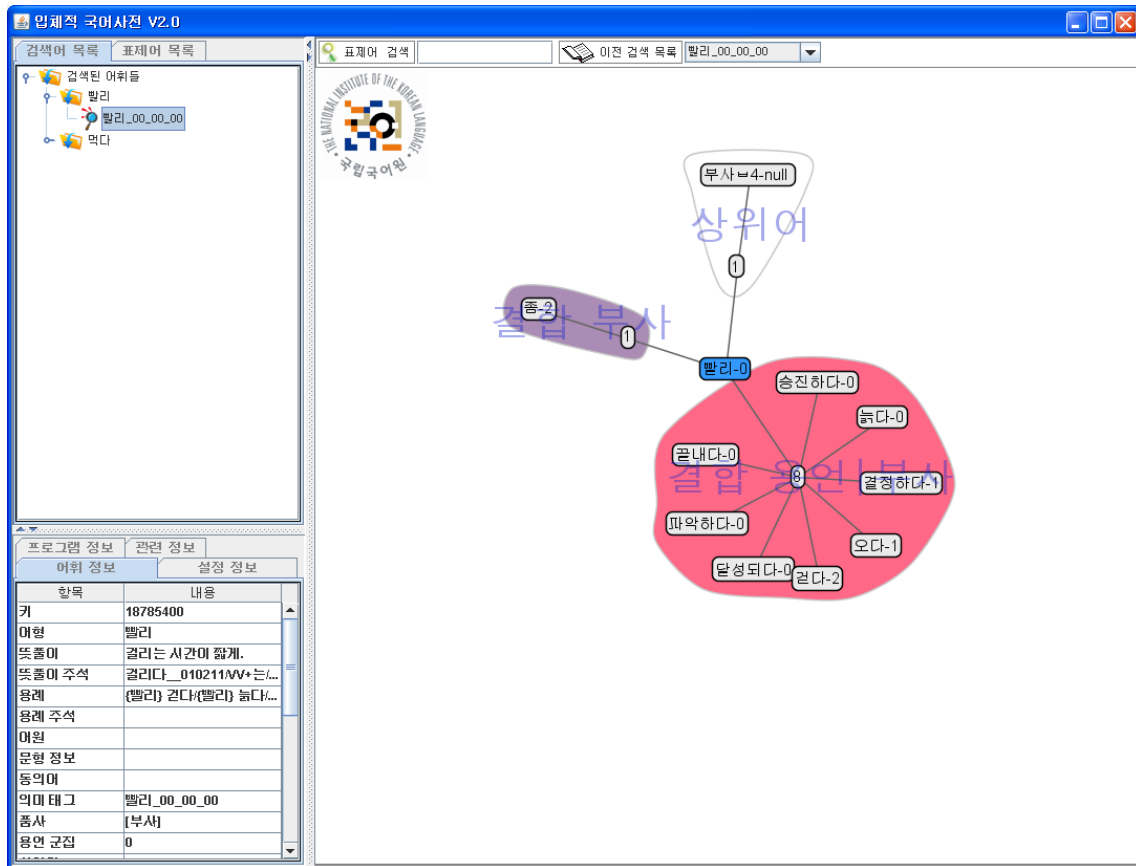 입체적 국어사전 V2.0
검색어 목록 표제어 목록
표제어 검색 이전 검색 목록 빨리_00_00_00
검색된 어휘들
빨리
빨리_00_00_00
먹다
THE NATIONAL INSTITUTE OF THE KOREAN LANGUAGE
국립국어원
부사ㅂ4-null
상위어
1
좀-2
결합 부사
1
빨리-0
승진하다-0
늙다-0
끝내다-0
결합 용언|부사
8
결정하다-1
파악하다-0
오다-1
달성되다-0
걷다-2
프로그램 정보 관련 정보
어휘 정보 설정 정보
항목 내용
키 18785400
어형 빨리
뜻풀이 걸리는 시간이 짧게.
뜻풀이 주석 걸리다__010211/VV+는/...
용례 {빨리} 걷다/{빨리} 늙다/...
용례 주석
어원
문형 정보
동의어
의미 태그 빨리_00_00_00
품사 [부사]
용언 군집 0